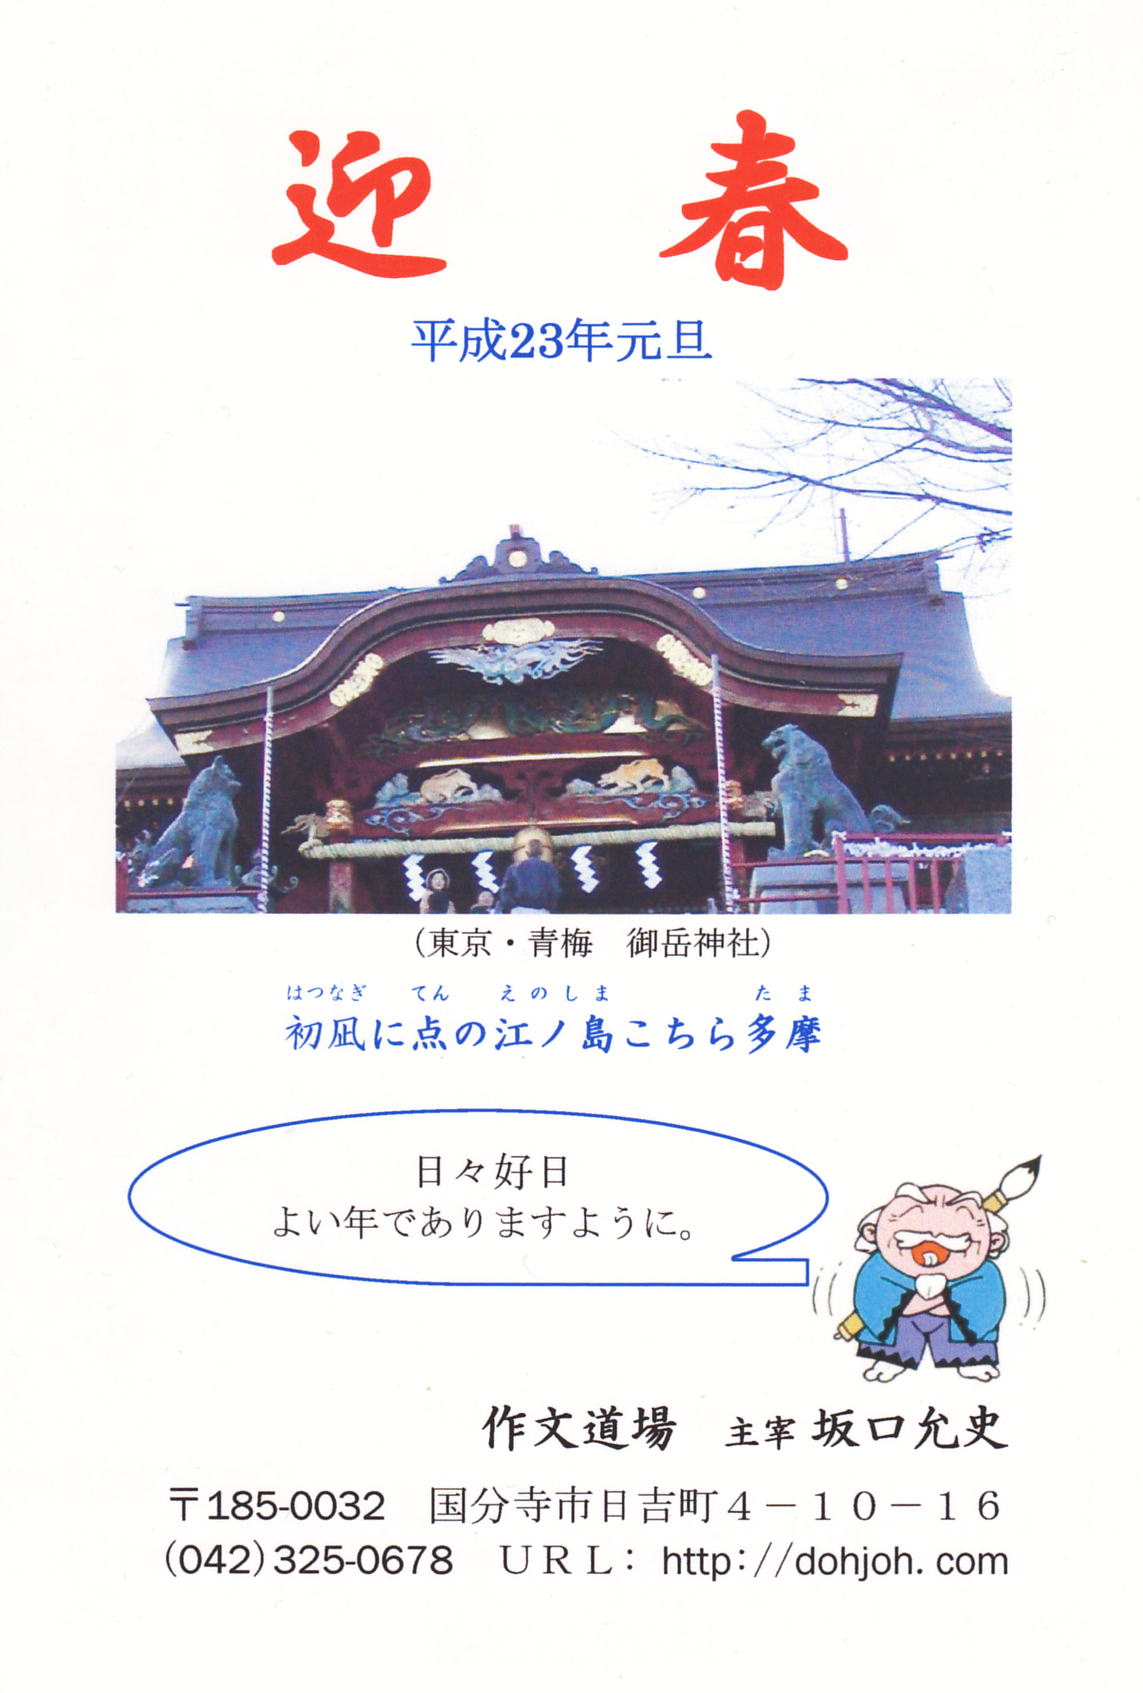 迎 春
平成23年元旦
（東京・青梅　御岳神社）
はつなぎ　てん　えのしま　たま
初凪に点の江ノ島こちら多摩
日々好日
よい年でありますように。
作文道場　主宰 坂口允史
〒185-0032　国分寺市日吉町４－１０－１６
(042)325-0678　ＵＲＬ： http://dohjoh.com